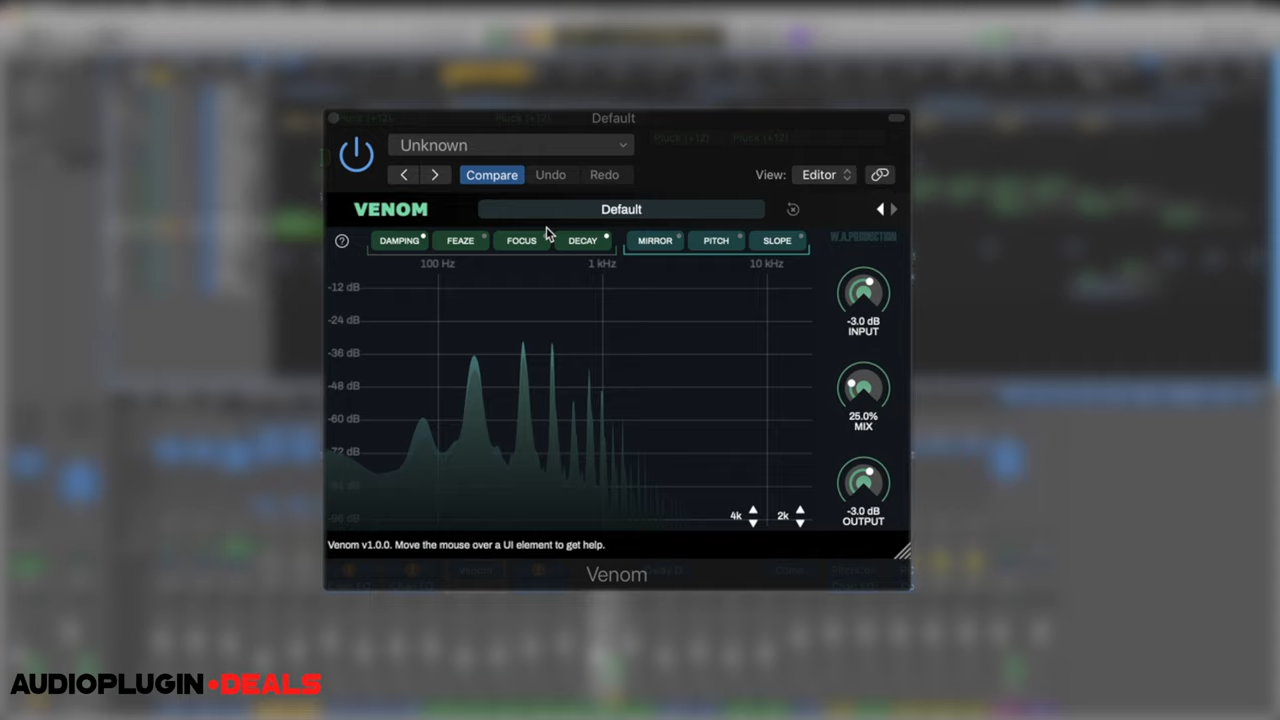 Default
Unknown
Compare Undo Redo View: Editor
VENOM Default
? DAMPING FEAZE FOCUS DECAY MIRROR PITCH SLOPE W.A.PRODUCTION
100 Hz 1 kHz 10 kHz
-12 dB
-24 dB
-36 dB
-48 dB
-60 dB
-72 dB
-96 dB
-3.0 dB
INPUT
25.0%
MIX
-3.0 dB
OUTPUT
4k 2k
Venom v1.0.0. Move the mouse over a UI element to get help.
Venom
AUDIOPLUGIN•DEALS